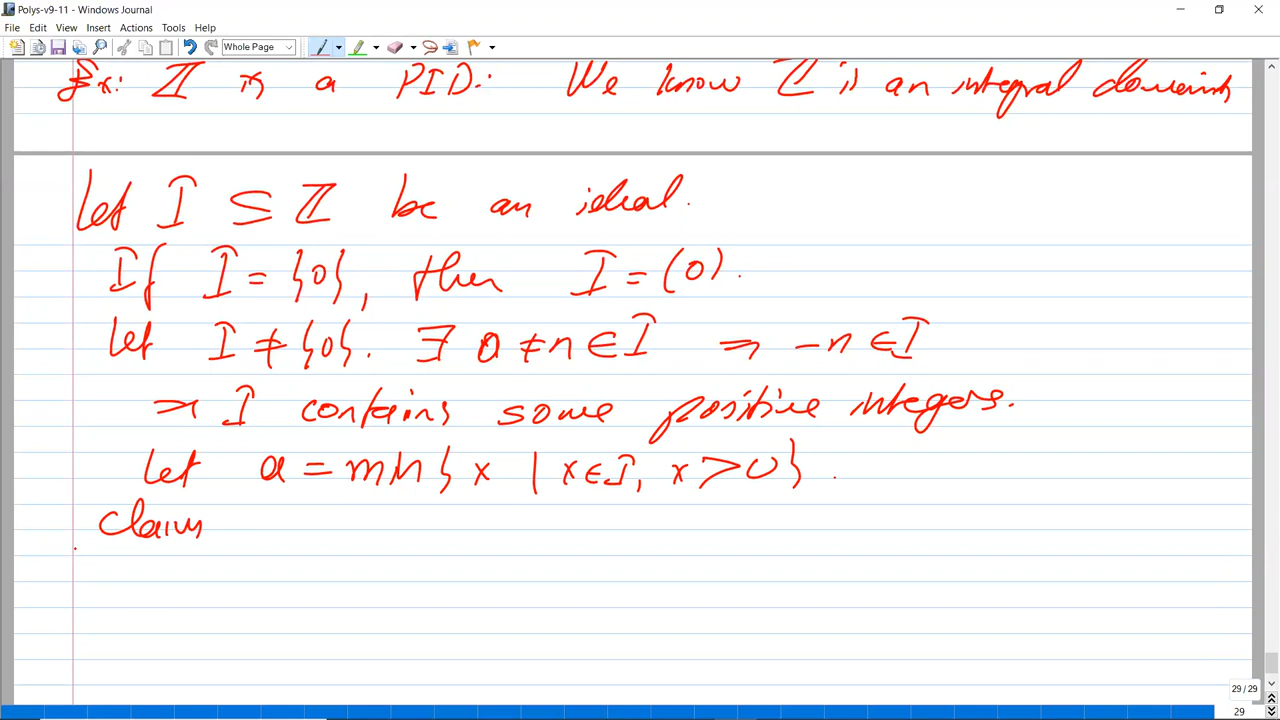 Polys-v9-11 - Windows Journal
File Edit View Insert Actions Tools Help
Whole Page
Ex: ℤ is a PID: We know ℤ is an integral domain
Let I ⊆ ℤ be an ideal.
If I = {0}, then I = (0).
Let I ≠ {0}. ∃ 0 ≠ n ∈ I ⇒ -n ∈ I
⇒ I contains some positive integers.
Let a = min{ x | x ∈ I, x > 0}.
Claim
29 / 29
29